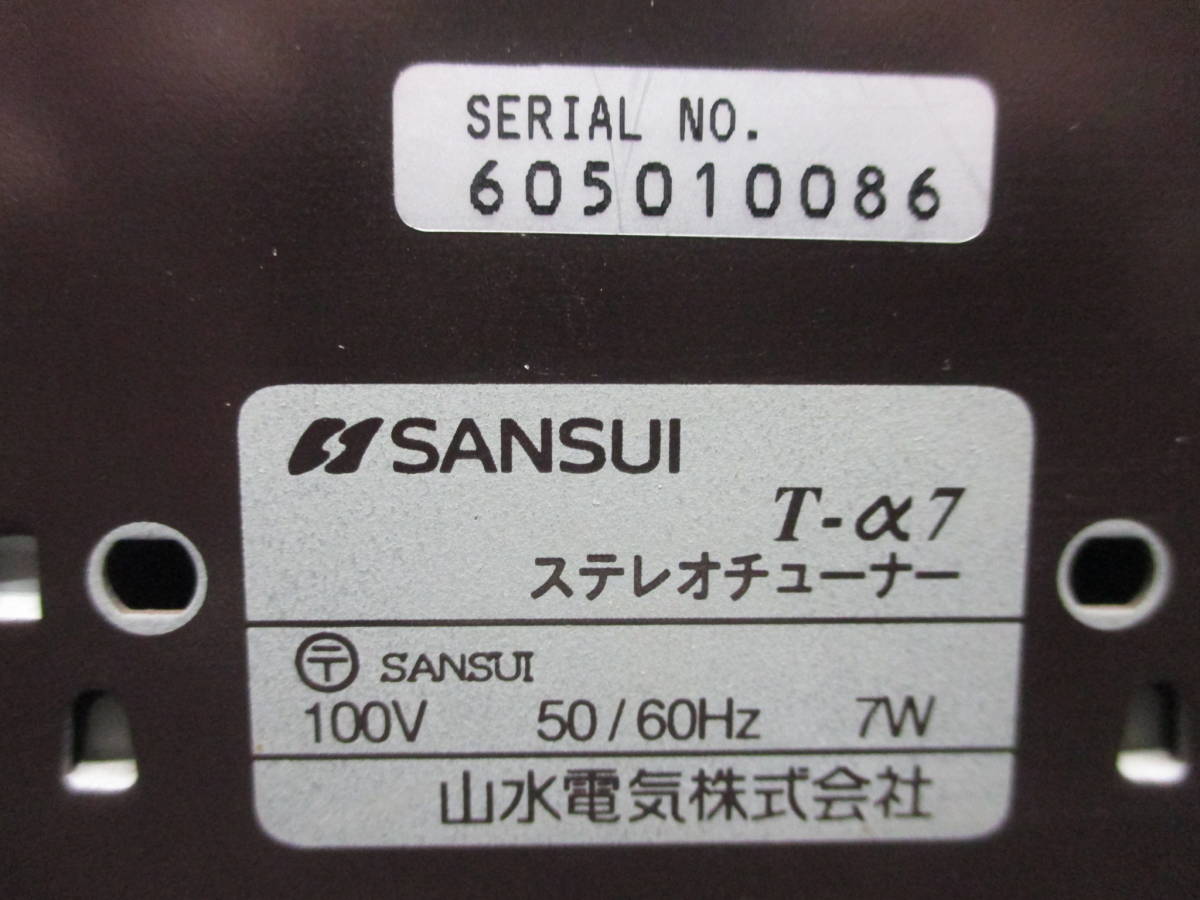 SERIAL NO.
605010086
SANSUI
T-α7
ステレオチューナー
〶 SANSUI
100V 50/60Hz 7W
山水電気株式会社